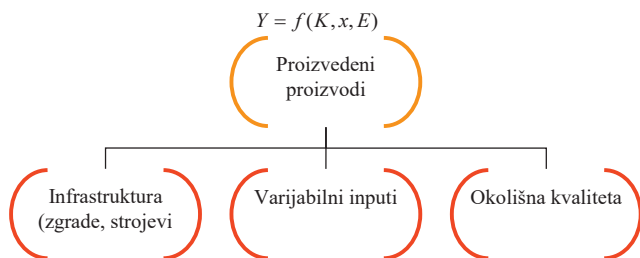 Y = f(K, x, E)
Proizvedeni
proizvodi
Infrastruktura
(zgrade, strojevi
Varijabilni inputi
Okolišna kvaliteta